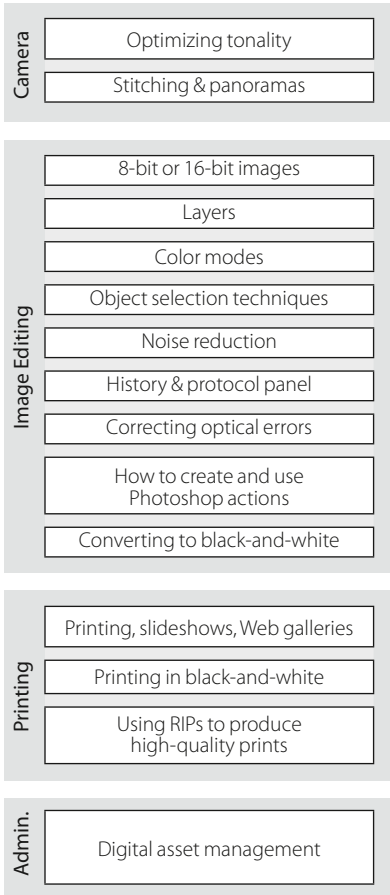 Camera
Optimizing tonality
Stitching & panoramas
Image Editing
8-bit or 16-bit images
Layers
Color modes
Object selection techniques
Noise reduction
History & protocol panel
Correcting optical errors
How to create and use
Photoshop actions
Converting to black-and-white
Printing
Printing, slideshows, Web galleries
Printing in black-and-white
Using RIPs to produce
high-quality prints
Admin.
Digital asset management